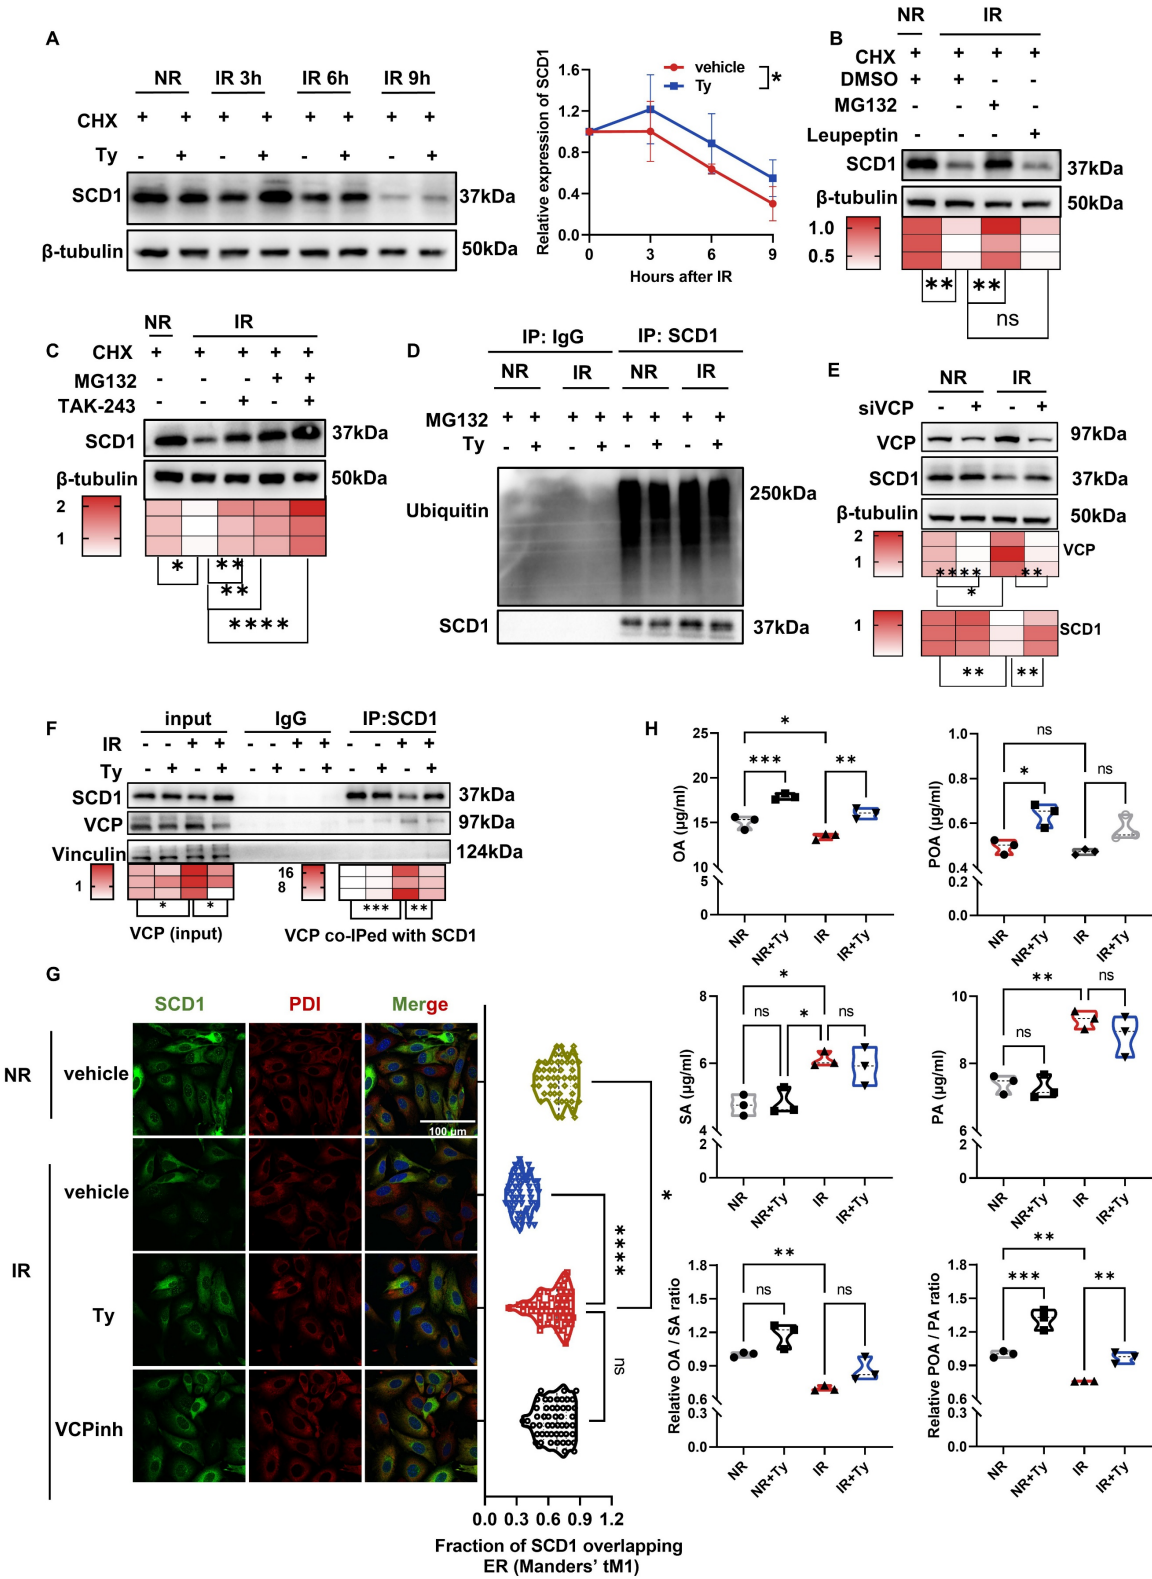 A
NR IR 3h IR 6h IR 9h
CHX + + + + + + + +
Ty - + - + - + - +
SCD1 37kDa
β-tubulin 50kDa
Relative expression of SCD1
1.6
1.2
0.8
0.4
0.0
vehicle
Ty
*
0 3 6 9
Hours after IR
B
NR IR
CHX + + + +
DMSO + + - -
MG132 - - + -
Leupeptin - - - +
SCD1 37kDa
β-tubulin 50kDa
1.0
0.5
** **
ns
C
NR IR
CHX + + + + +
MG132 - - - + +
TAK-243 - - + - +
SCD1 37kDa
β-tubulin 50kDa
2
1
* **
**
****
D
IP: IgG IP: SCD1
NR IR NR IR
MG132 + + + + + + + +
Ty - + - + - + - +
Ubiquitin 250kDa
SCD1 37kDa
E
NR IR
siVCP - + - +
VCP 97kDa
SCD1 37kDa
β-tubulin 50kDa
2
1
VCP
**** **
*
1
SCD1
** **
F
input IgG IP:SCD1
IR - - + + - - + + - - + +
Ty - + - + - + - + - + - +
SCD1 37kDa
VCP 97kDa
Vinculin 124kDa
1
* *
VCP (input)
16
8
*** **
VCP co-IPed with SCD1
G
SCD1 PDI Merge
NR vehicle
100 um
IR
vehicle
Ty
VCPinh
*
****
ns
0.0 0.3 0.6 0.9 1.2
Fraction of SCD1 overlapping
ER (Manders' tM1)
H
OA (μg/ml)
25
20
15
10
5
0
*
*** **
NR NR+Ty IR IR+Ty
POA (μg/ml)
1.0
0.8
0.6
0.4
0.2
0.0
ns
* ns
NR NR+Ty IR IR+Ty
SA (μg/ml)
8
6
4
2
0
*
ns * ns
NR NR+Ty IR IR+Ty
PA (μg/ml)
10
8
6
2
0
** ns
ns
NR NR+Ty IR IR+Ty
Relative OA / SA ratio
1.8
1.5
1.2
0.9
0.6
0.3
0.0
**
ns ns
NR NR+Ty IR IR+Ty
Relative POA / PA ratio
1.8
1.5
1.2
0.9
0.6
0.3
0.0
**
*** **
NR NR+Ty IR IR+Ty